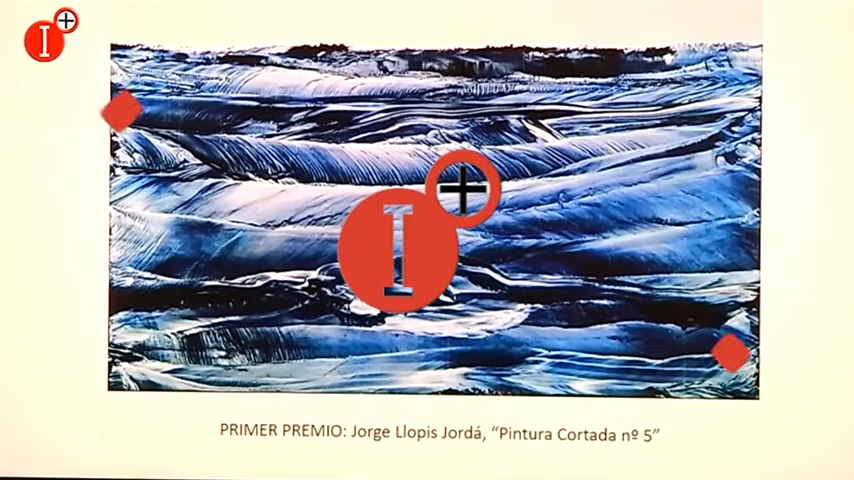 I+
I+
PRIMER PREMIO: Jorge Llopis Jordá, “Pintura Cortada nº 5”